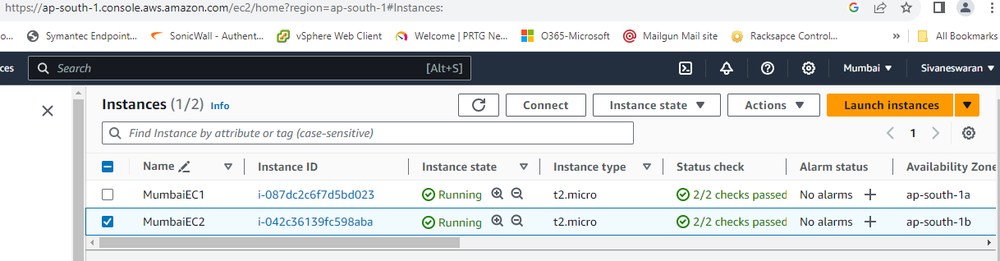 https://ap-south-1.console.aws.amazon.com/ec2/home?region=ap-south-1#Instances:
o... Symantec Endpoint... SonicWall - Authent... vSphere Web Client Welcome | PRTG Ne... O365-Microsoft Mailgun Mail site Racksapce Control... » All Bookmarks
ces Search [Alt+S] Mumbai Sivaneswaran
Instances (1/2) Info Connect Instance state Actions Launch instances
Find Instance by attribute or tag (case-sensitive) 1
Name Instance ID Instance state Instance type Status check Alarm status Availability Zone
MumbaiEC1 i-087dc2c6f7d5bd023 Running t2.micro 2/2 checks passed No alarms ap-south-1a
MumbaiEC2 i-042c36139fc598aba Running t2.micro 2/2 checks passed No alarms ap-south-1b